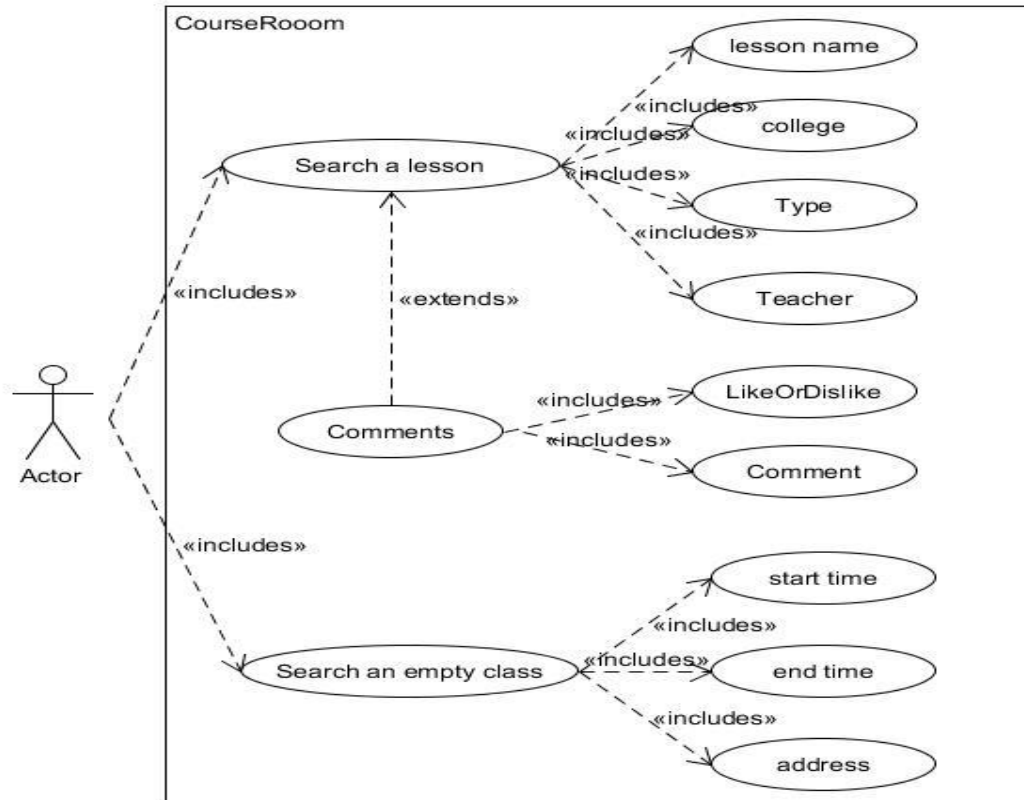 CourseRooom
lesson name
«includes»
college
«includes»
Search a lesson
«includes»
Type
«includes»
Teacher
«includes»
«extends»
LikeOrDislike
«includes»
Comments
«includes»
Comment
Actor
«includes»
start time
«includes»
Search an empty class
«includes»
end time
«includes»
address